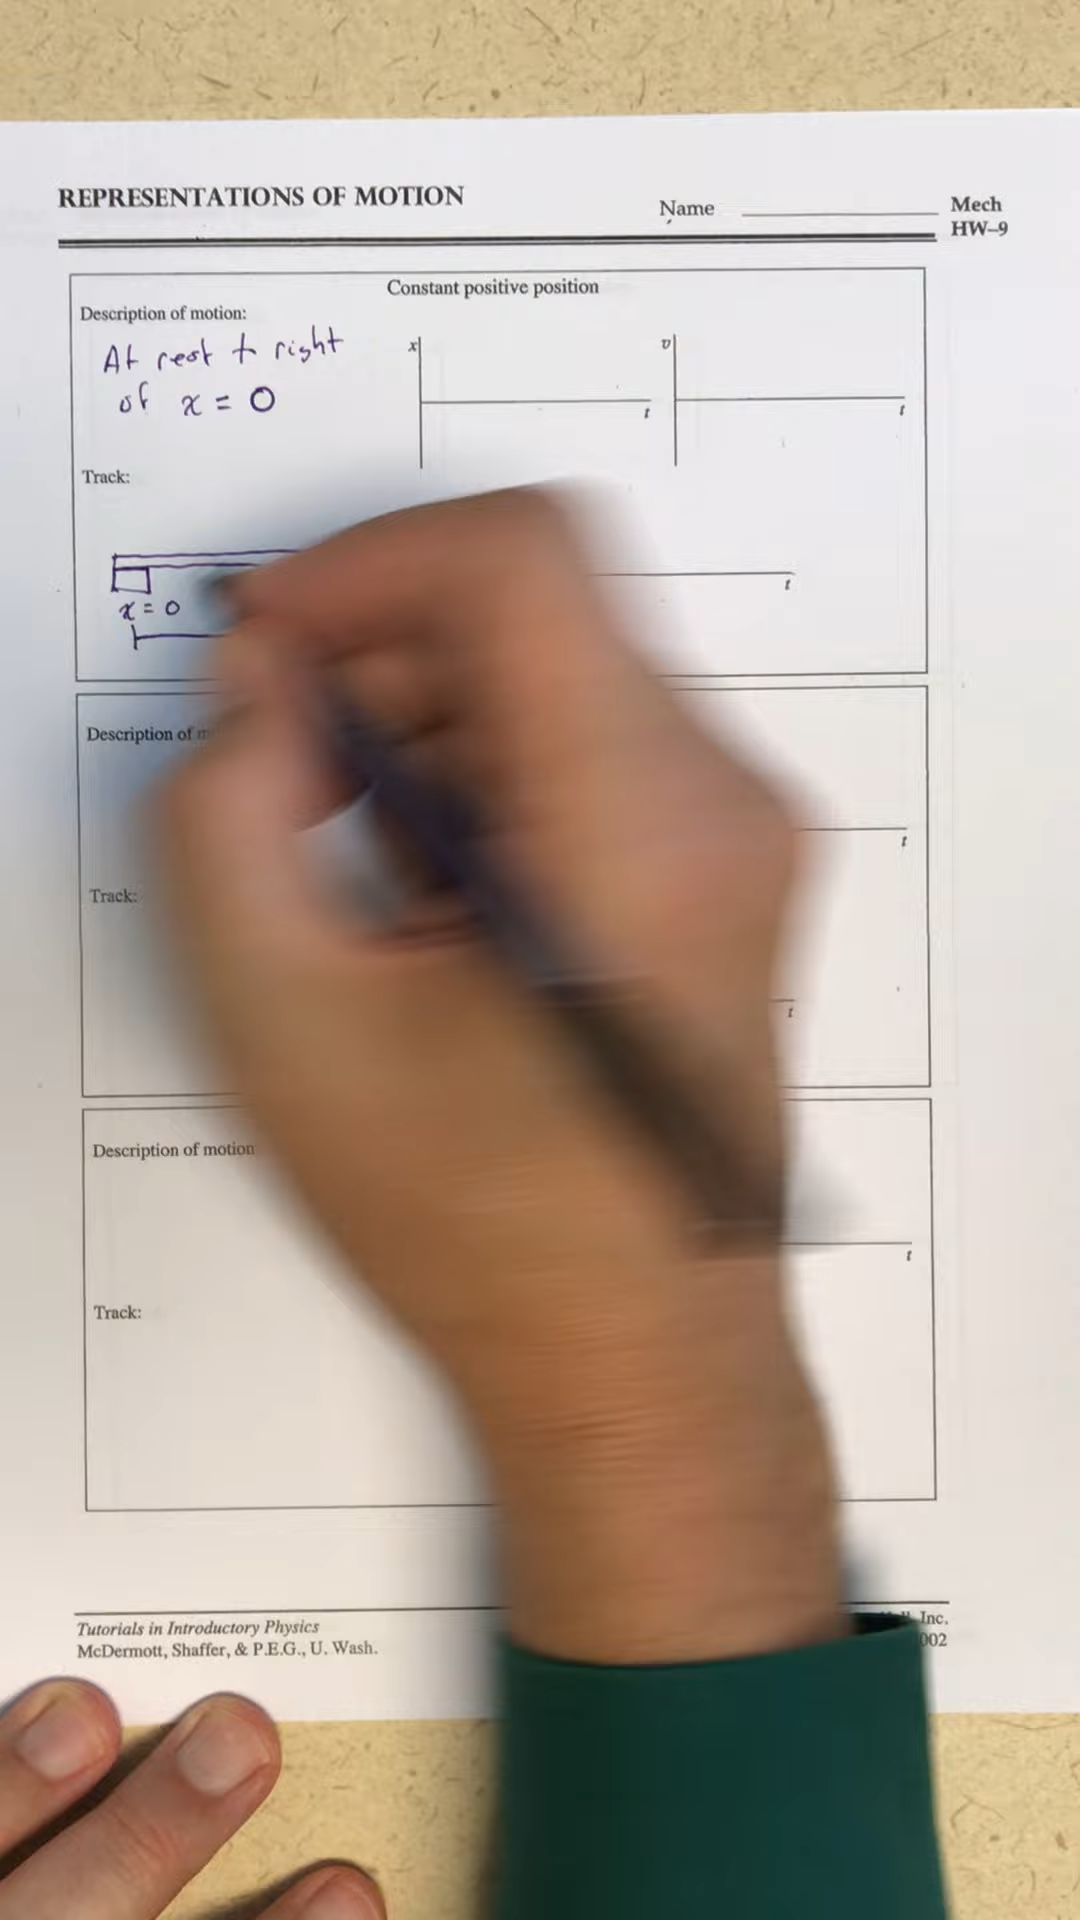 REPRESENTATIONS OF MOTION
Name
Mech
HW–9
Constant positive position
Description of motion:
At rest to right
of x = 0
x
t
v
t
Track:
t
x = 0
Description of
t
Track:
t
Description of motion
t
Track:
Tutorials in Introductory Physics
McDermott, Shaffer, & P.E.G., U. Wash.
Inc.
002